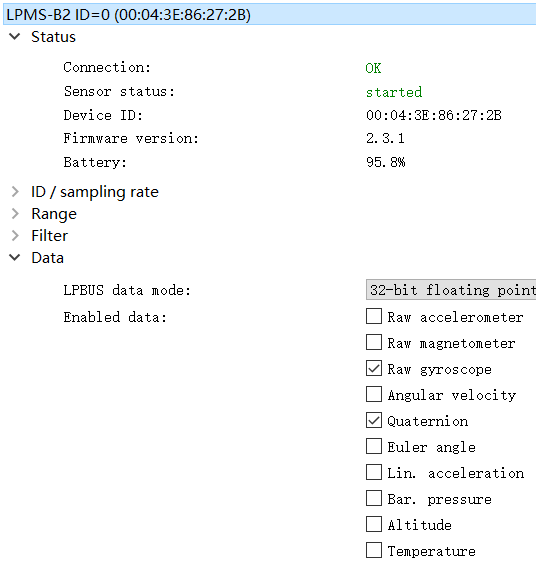 LPMS-B2 ID=0 (00:04:3E:86:27:2B)
Status
Connection: OK
Sensor status: started
Device ID: 00:04:3E:86:27:2B
Firmware version: 2.3.1
Battery: 95.8%
ID / sampling rate
Range
Filter
Data
LPBUS data mode: 32-bit floating point
Enabled data: Raw accelerometer
Raw magnetometer
Raw gyroscope
Angular velocity
Quaternion
Euler angle
Lin. acceleration
Bar. pressure
Altitude
Temperature